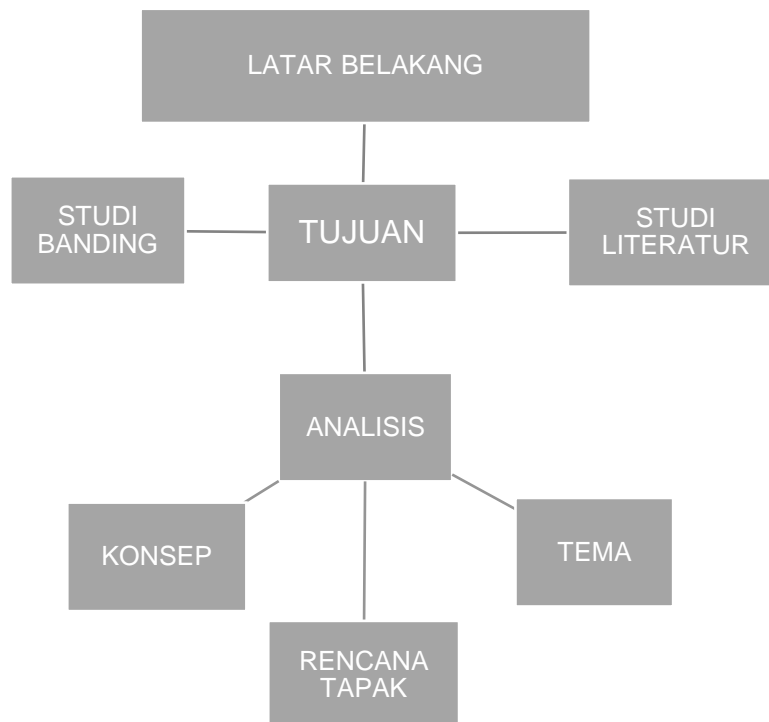 LATAR BELAKANG
STUDI
BANDING
TUJUAN
STUDI
LITERATUR
ANALISIS
KONSEP
TEMA
RENCANA
TAPAK